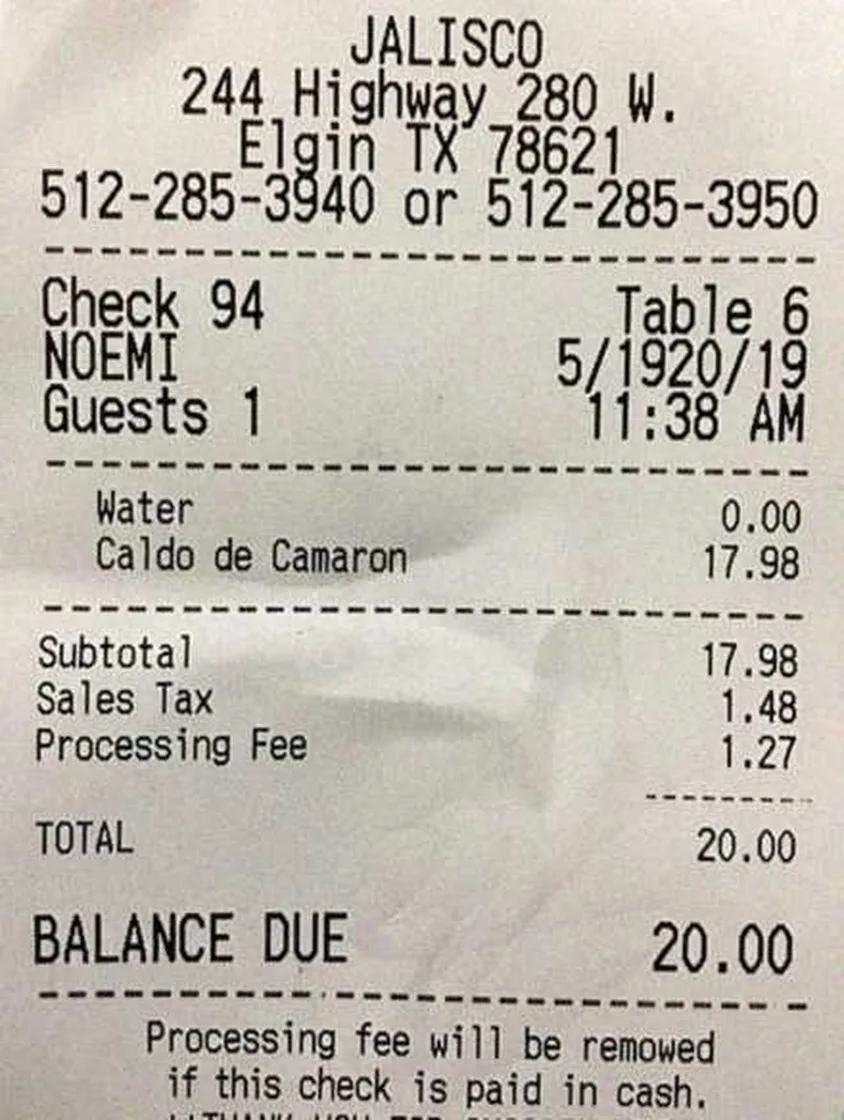 JALISCO
244 Highway 280 W.
Elgin TX 78621
512-285-3940 or 512-285-3950
Check 94 Table 6
NOEMI 5/1920/19
Guests 1 11:38 AM
Water 0.00
Caldo de Camaron 17.98
Subtotal 17.98
Sales Tax 1.48
Processing Fee 1.27
TOTAL 20.00
BALANCE DUE 20.00
Processing fee will be remowed
if this check is paid in cash.